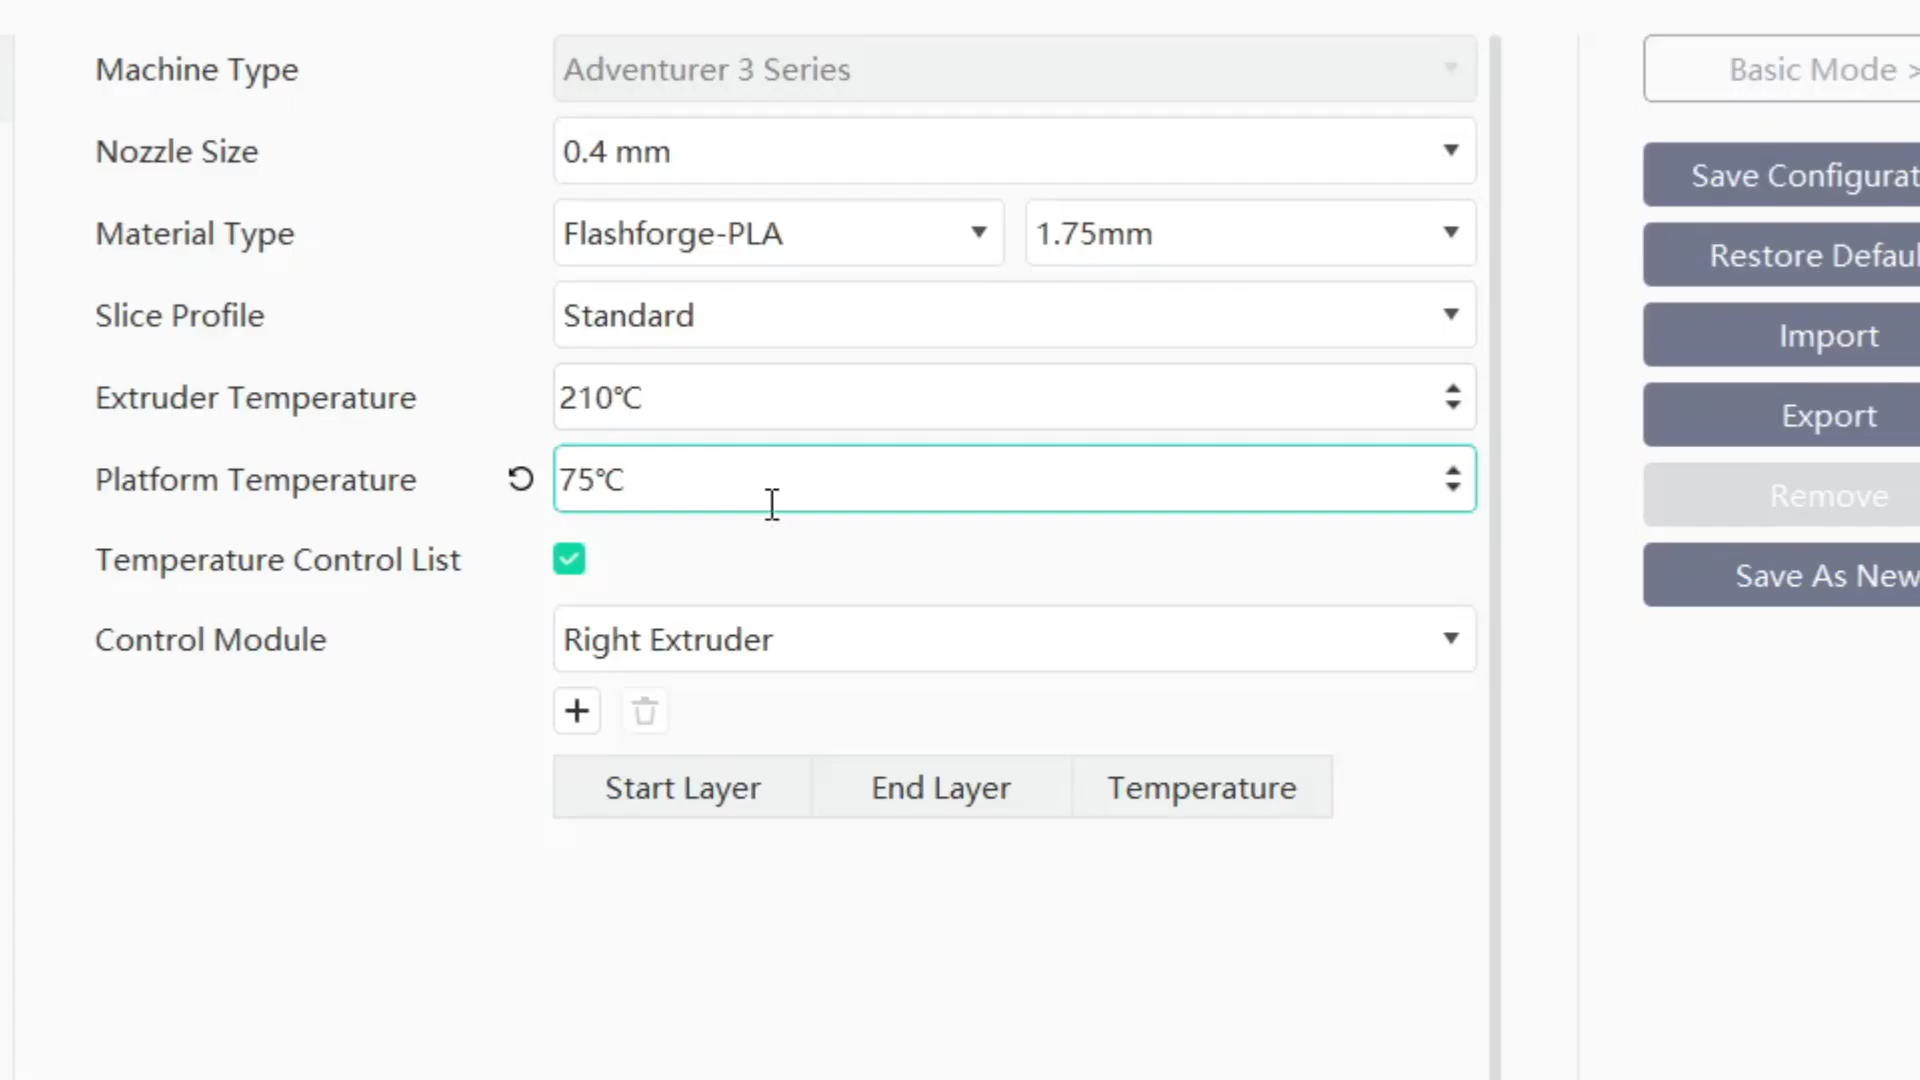 Machine Type Adventurer 3 Series Basic Mode >
Nozzle Size 0.4 mm
Save Configurat
Material Type Flashforge-PLA 1.75mm
Restore Defaul
Slice Profile Standard
Import
Extruder Temperature 210℃
Export
Platform Temperature 75℃
Remove
Temperature Control List
Save As New
Control Module Right Extruder
Start Layer End Layer Temperature